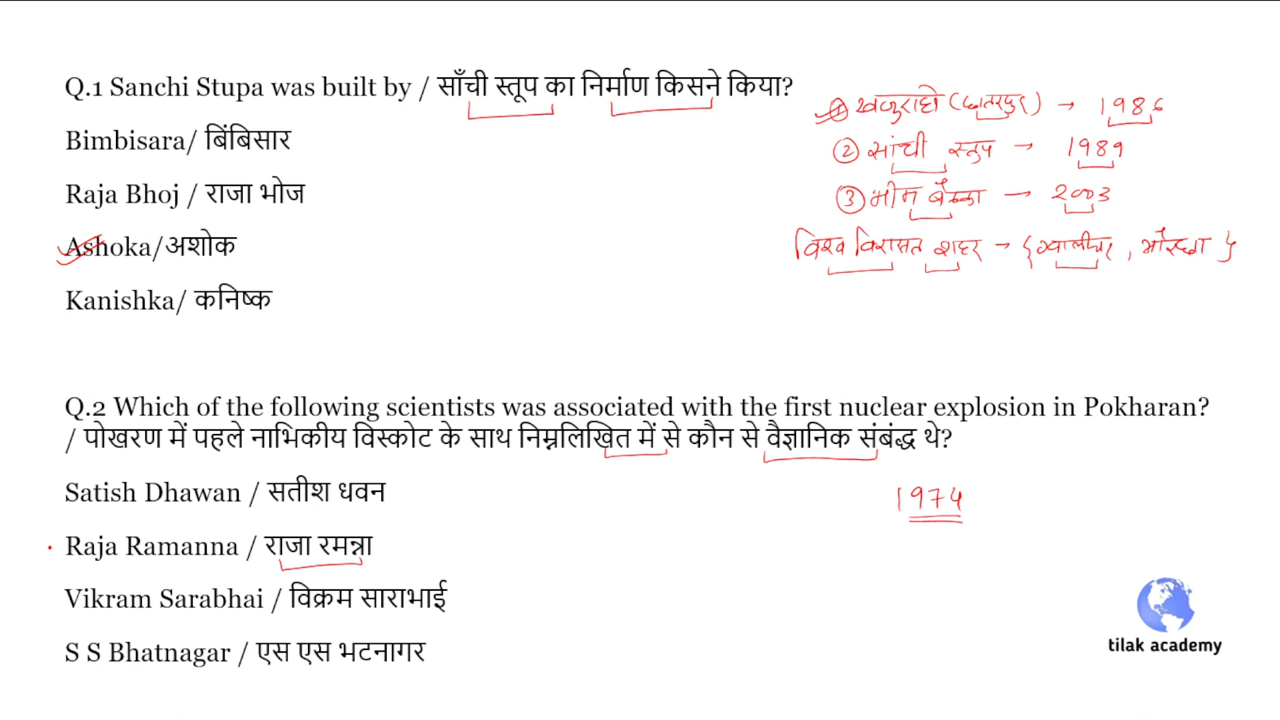 Q.1 Sanchi Stupa was built by / साँची स्तूप का निर्माण किसने किया?
Bimbisara/ बिंबिसार
Raja Bhoj / राजा भोज
Ashoka/अशोक
Kanishka/ कनिष्क
खजुराहो (छतरपुर) → 1986
② सांची स्तूप → 1989
③ भीम बैठका → 2003
विश्व विरासत शहर → { ग्वालीयर, ओरछा }
Q.2 Which of the following scientists was associated with the first nuclear explosion in Pokharan?
/ पोखरण में पहले नाभिकीय विस्कोट के साथ निम्नलिखित में से कौन से वैज्ञानिक संबंद्ध थे?
Satish Dhawan / सतीश धवन
1974
Raja Ramanna / राजा रमन्ना
Vikram Sarabhai / विक्रम साराभाई
S S Bhatnagar / एस एस भटनागर
tilak academy